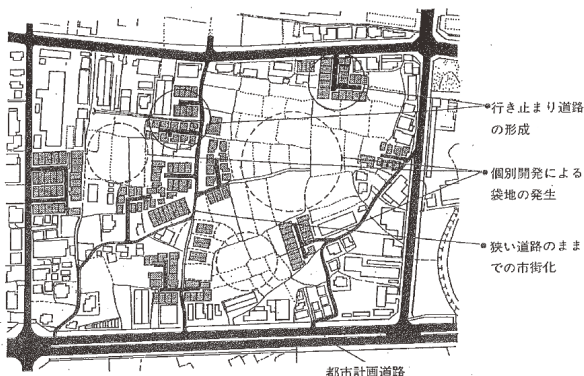 行き止まり道路
の形成
個別開発による
袋地の発生
狭い道路のまま
での市街化
都市計画道路